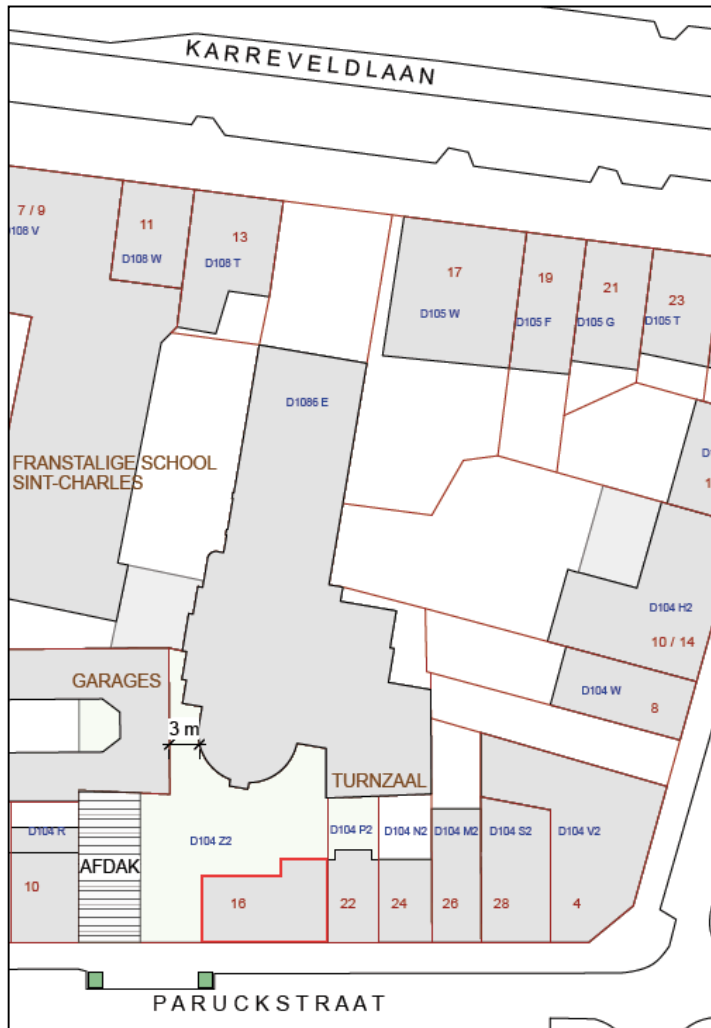 KARREVELDLAAN
7 / 9
D108 V
11
D108 W
13
D108 T
17
D105 W
19
D105 F
21
D105 G
23
D105 T
D1086 E
FRANSTALIGE SCHOOL
SINT-CHARLES
D104 H2
10 / 14
D104 W
8
GARAGES
3 m
TURNZAAL
D104 R
AFDAK
D104 Z2
D104 P2
D104 N2
D104 M2
D104 S2
D104 V2
10
16
22
24
26
28
4
PARUCKSTRAAT